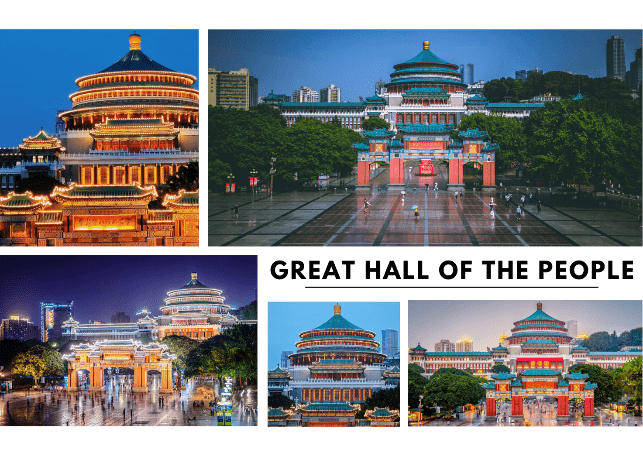 GREAT HALL OF THE PEOPLE